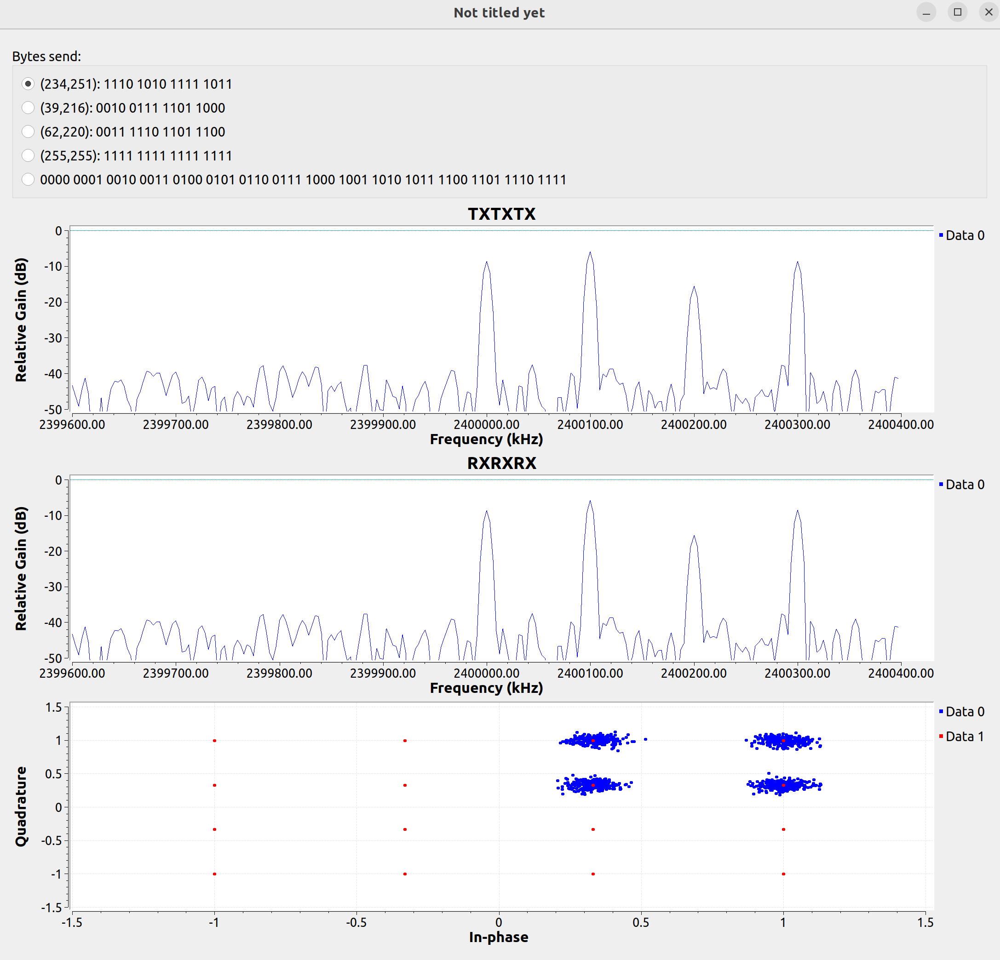 Not titled yet
Bytes send:
(234,251): 1110 1010 1111 1011
(39,216): 0010 0111 1101 1000
(62,220): 0011 1110 1101 1100
(255,255): 1111 1111 1111 1111
0000 0001 0010 0011 0100 0101 0110 0111 1000 1001 1010 1011 1100 1101 1110 1111
TXTXTX
Relative Gain (dB)
0
-10
-20
-30
-40
-50
Data 0
2399600.00 2399700.00 2399800.00 2399900.00 2400000.00 2400100.00 2400200.00 2400300.00 2400400.00
Frequency (kHz)
RXRXRX
Relative Gain (dB)
0
-10
-20
-30
-40
-50
Data 0
2399600.00 2399700.00 2399800.00 2399900.00 2400000.00 2400100.00 2400200.00 2400300.00 2400400.00
Frequency (kHz)
Quadrature
1.5
1
0.5
0
-0.5
-1
-1.5
Data 0
Data 1
-1.5 -1 -0.5 0 0.5 1 1.5
In-phase